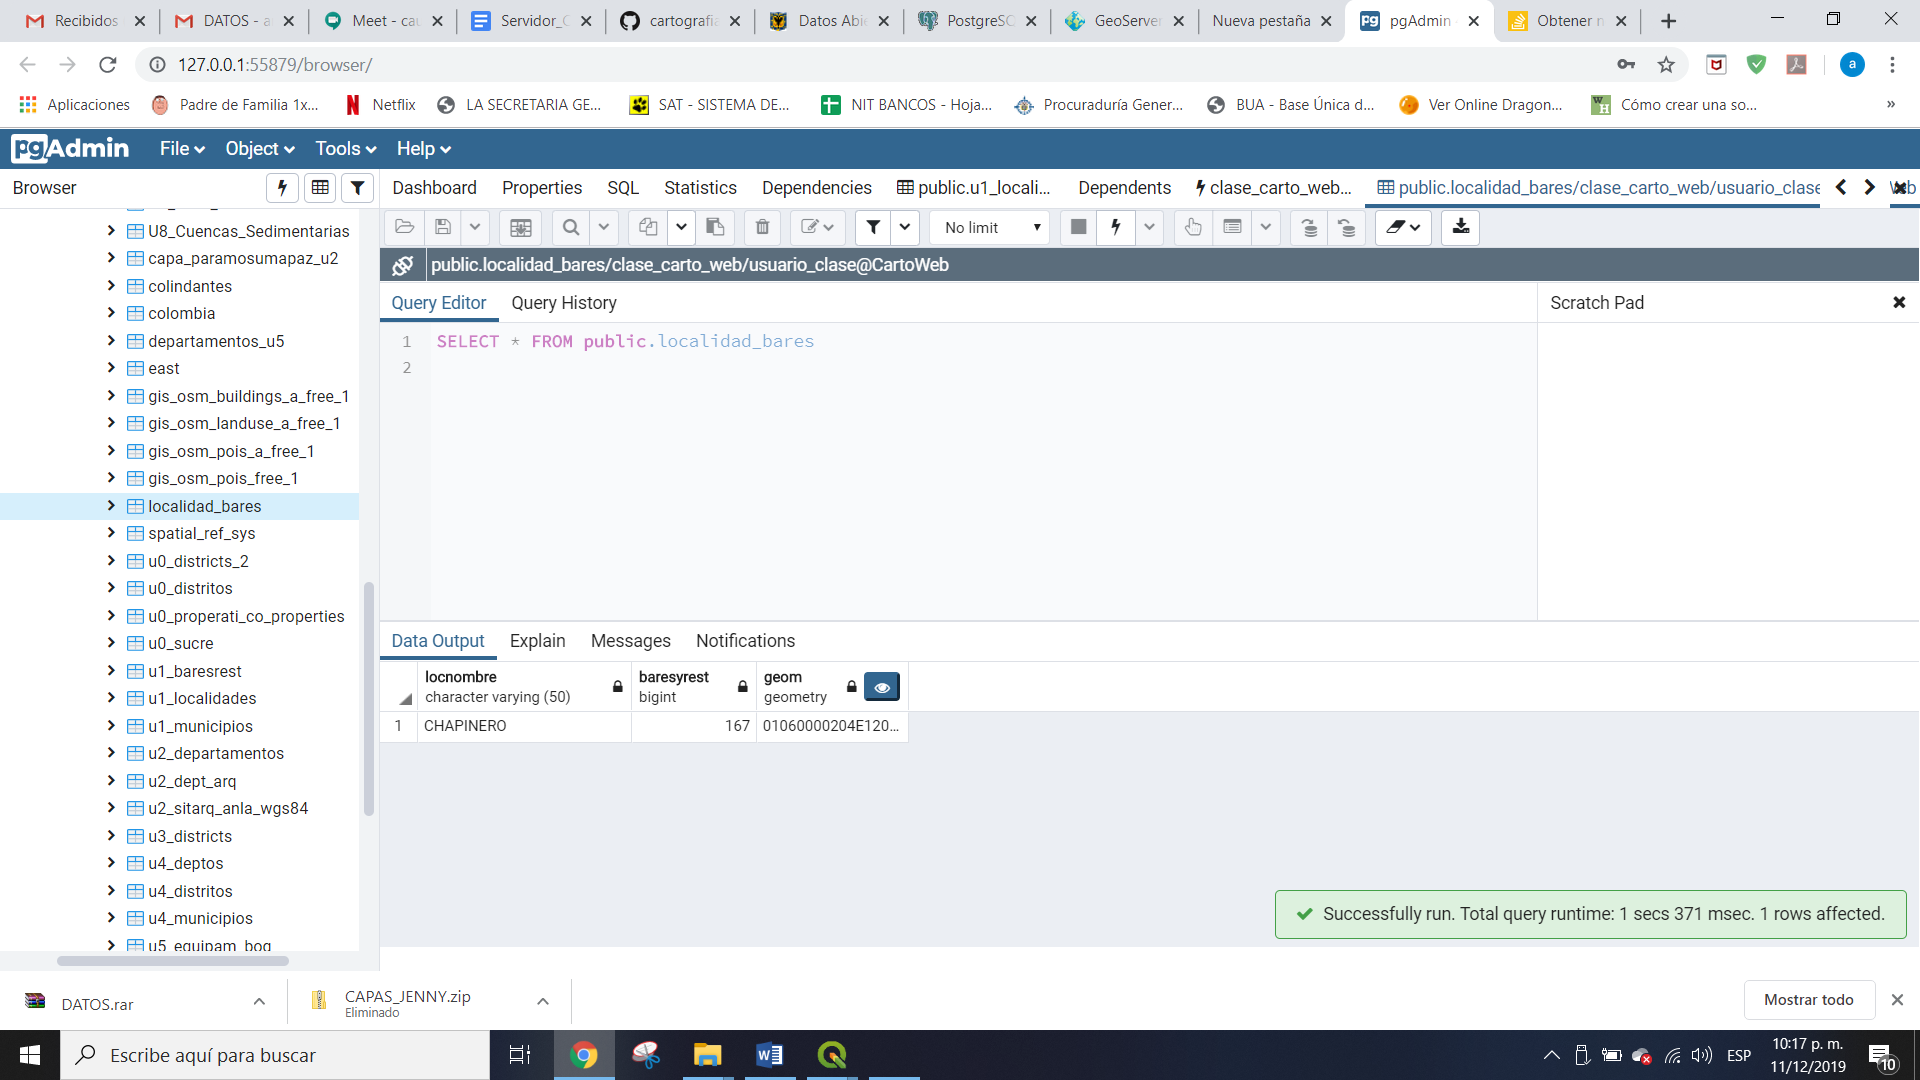 Recibidos
DATOS - a
Meet - cau
Servidor_C
cartografia
Datos Abie
PostgreSQ
GeoServer
Nueva pestaña
pgAdmin
Obtener n
127.0.0.1:55879/browser/
a
Aplicaciones
Padre de Familia 1x...
Netflix
LA SECRETARIA GE...
SAT - SISTEMA DE...
NIT BANCOS - Hoja...
Procuraduría Gener...
BUA - Base Única d...
Ver Online Dragon...
Cómo crear una so...
»
pgAdmin
File
Object
Tools
Help
Browser
Dashboard
Properties
SQL
Statistics
Dependencies
public.u1_locali...
Dependents
clase_carto_web...
public.localidad_bares/clase_carto_web/usuario_clase
No limit
public.localidad_bares/clase_carto_web/usuario_clase@CartoWeb
Query Editor
Query History
Scratch Pad
1 SELECT * FROM public.localidad_bares
2
U8_Cuencas_Sedimentarias
capa_paramosumapaz_u2
colindantes
colombia
departamentos_u5
east
gis_osm_buildings_a_free_1
gis_osm_landuse_a_free_1
gis_osm_pois_a_free_1
gis_osm_pois_free_1
localidad_bares
spatial_ref_sys
u0_districts_2
u0_distritos
u0_properati_co_properties
u0_sucre
u1_baresrest
u1_localidades
u1_municipios
u2_departamentos
u2_dept_arq
u2_sitarq_anla_wgs84
u3_districts
u4_deptos
u4_distritos
u4_municipios
u5_equipam_bog
Data Output
Explain
Messages
Notifications
locnombre
character varying (50)
baresyrest
bigint
geom
geometry
1 CHAPINERO 167 01060000204E120...
Successfully run. Total query runtime: 1 secs 371 msec. 1 rows affected.
DATOS.rar
CAPAS_JENNY.zip
Eliminado
Mostrar todo
Escribe aquí para buscar
ESP
10:17 p. m.
11/12/2019
10